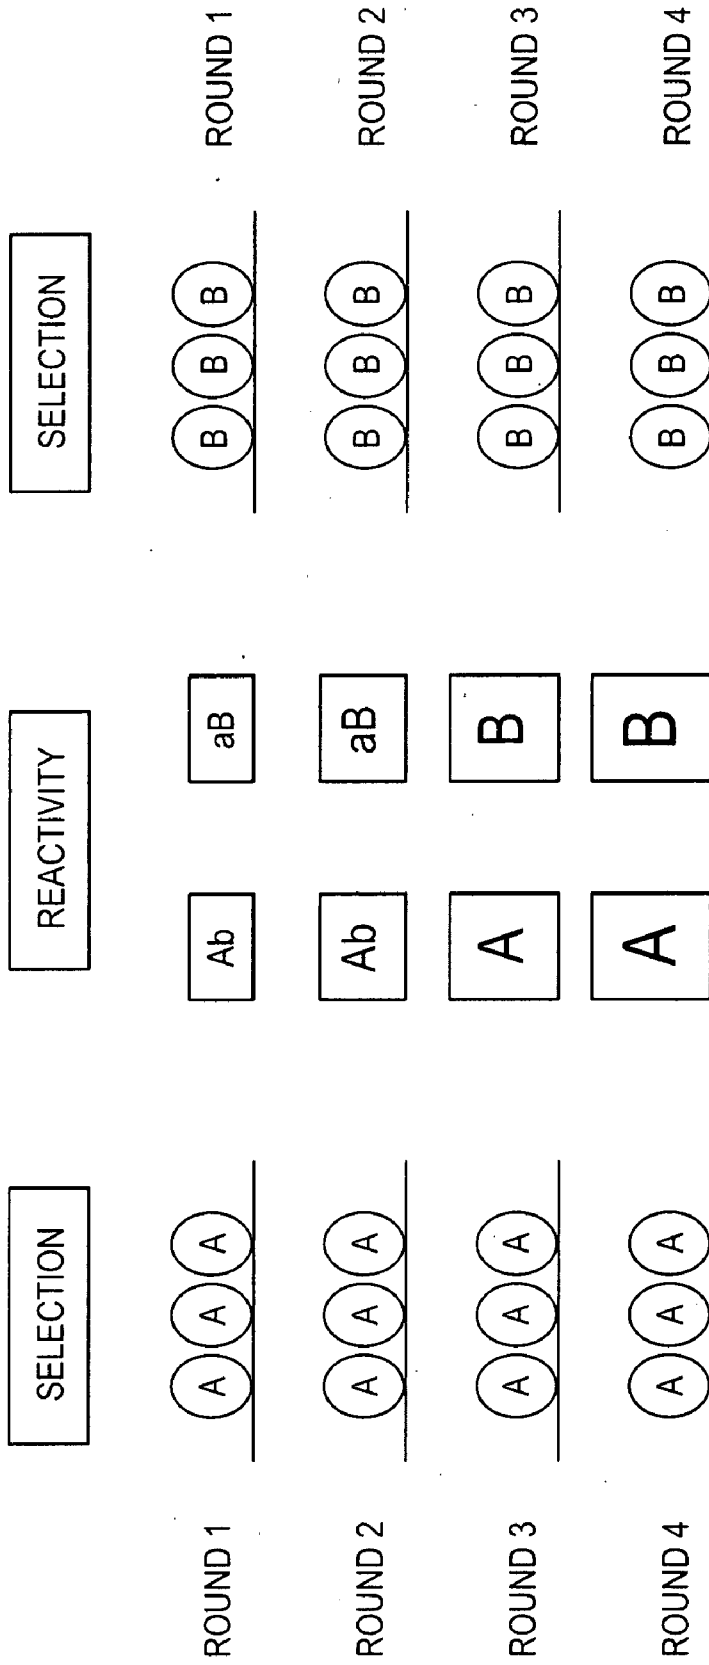 SELECTION REACTIVITY SELECTION
ROUND 1 A A A Ab aB B B B ROUND 1
ROUND 2 A A A Ab aB B B B ROUND 2
ROUND 3 A A A A B B B B ROUND 3
ROUND 4 A A A A B B B B ROUND 4